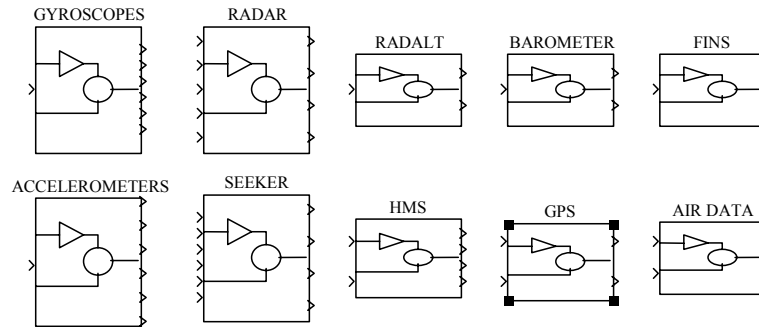 GYROSCOPES
RADAR
RADALT
BAROMETER
FINS
ACCELEROMETERS
SEEKER
HMS
GPS
AIR DATA